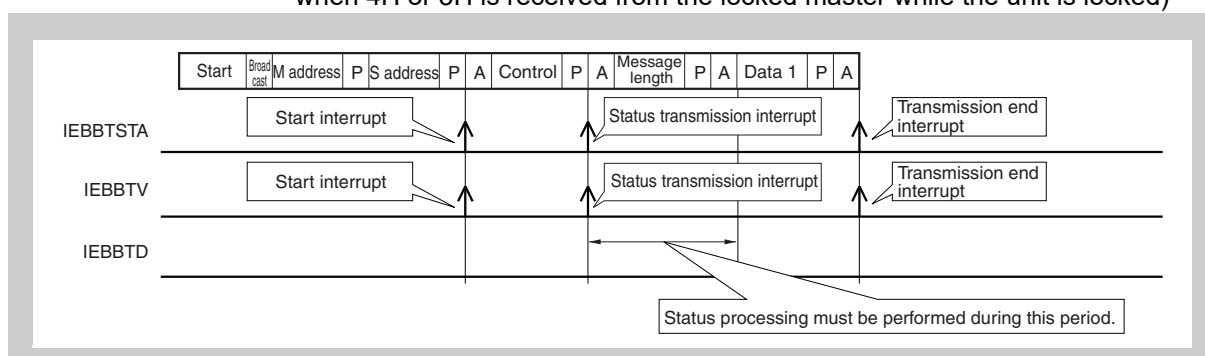 when 4H or 5H is received from the locked master while the unit is locked)
Start Broad cast M address P S address P A Control P A Message length P A Data 1 P A
IEBBTSTA
Start interrupt
Status transmission interrupt
Transmission end
interrupt
IEBBTV
Start interrupt
Status transmission interrupt
Transmission end
interrupt
IEBBTD
Status processing must be performed during this period.